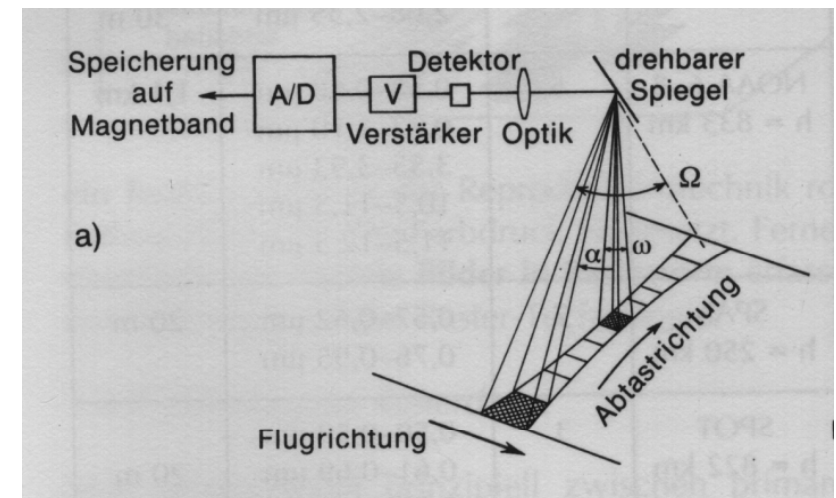 Speicherung
auf
Magnetband
A/D
V
Verstärker
Detektor
Optik
drehbarer
Spiegel
Ω
a)
α
ω
Abtastrichtung
Flugrichtung